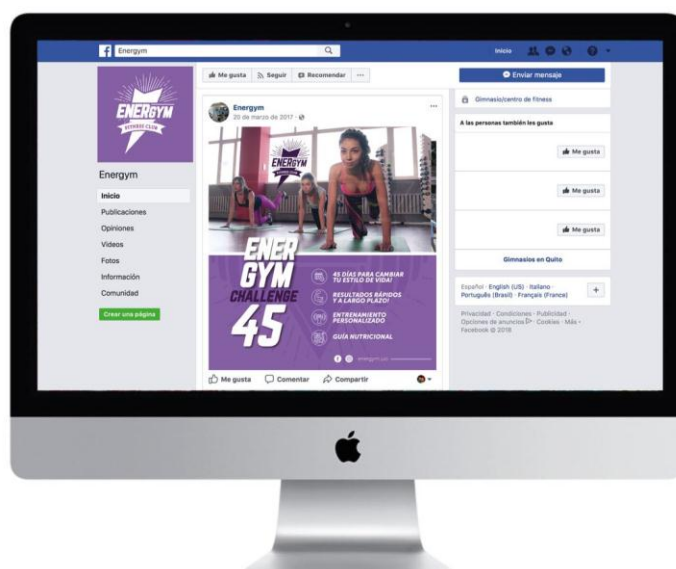 Energym
Inicio
ENERGYM
FITNESS CLUB
Energym
Inicio
Publicaciones
Opiniones
Videos
Fotos
Información
Comunidad
Crear una página
Me gusta
Seguir
Recomendar
Energym
20 de marzo de 2017
ENERGYM
ENER
GYM
CHALLENGE
45
45 DÍAS PARA CAMBIAR
TU ESTILO DE VIDA!
RESULTADOS RÁPIDOS
Y A LARGO PLAZO!
ENTRENAMIENTO
PERSONALIZADO
GUÍA NUTRICIONAL
Me gusta
Comentar
Compartir
Enviar mensaje
Gimnasio/centro de fitness
A las personas también les gusta
Me gusta
Me gusta
Me gusta
Gimnasios en Quito
Español · English (US) · Italiano ·
Português (Brasil) · Français (France)
Privacidad · Condiciones · Publicidad ·
Opciones de anuncios · Cookies · Más ·
Facebook © 2018